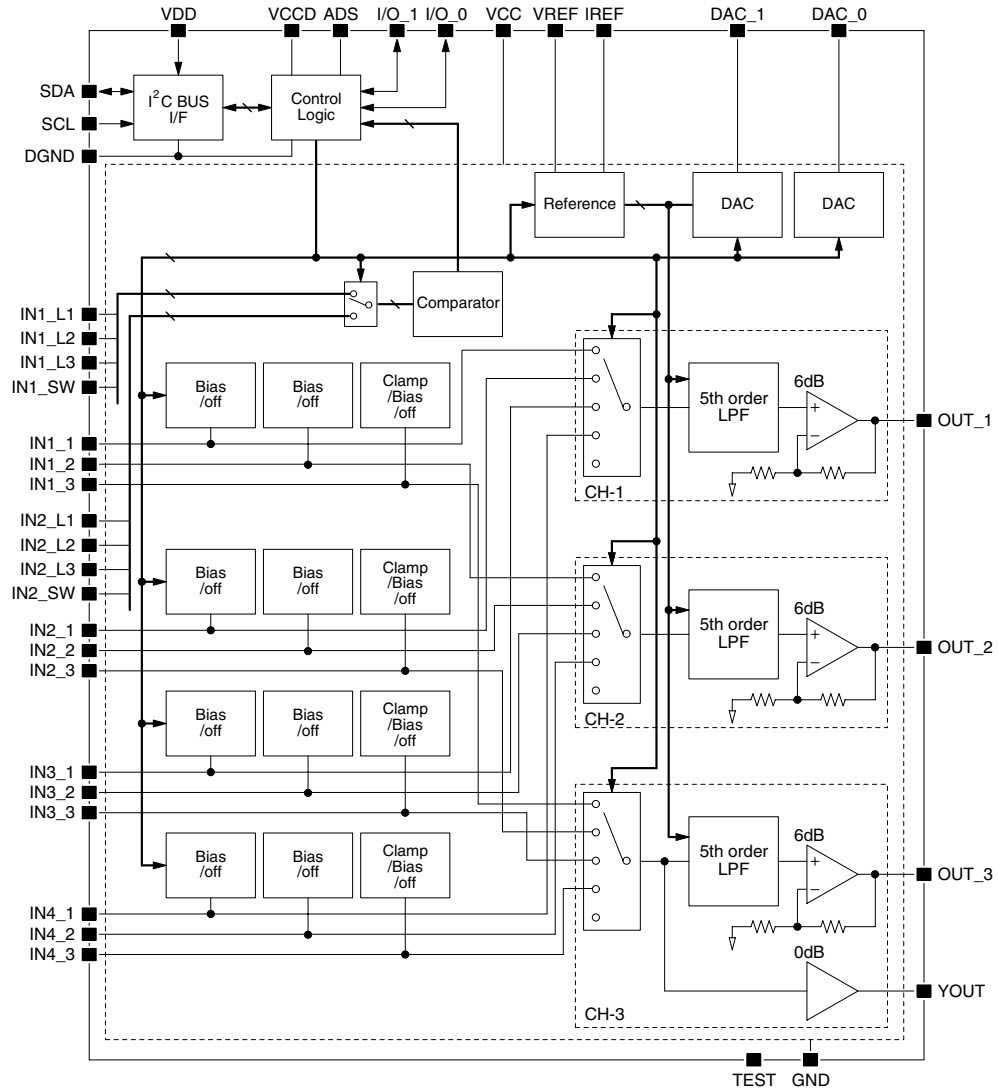 VDD VCCD ADS I/O_1 I/O_0 VCC VREF IREF DAC_1 DAC_0
SDA
SCL
DGND
I²C BUS
I/F
Control
Logic
Reference
DAC
DAC
Comparator
IN1_L1
IN1_L2
IN1_L3
IN1_SW
Bias
/off
Bias
/off
Clamp
/Bias
/off
IN1_1
IN1_2
IN1_3
5th order
LPF
6dB
+
−
OUT_1
CH-1
IN2_L1
IN2_L2
IN2_L3
IN2_SW
Bias
/off
Bias
/off
Clamp
/Bias
/off
IN2_1
IN2_2
IN2_3
5th order
LPF
6dB
+
−
OUT_2
CH-2
Bias
/off
Bias
/off
Clamp
/Bias
/off
IN3_1
IN3_2
IN3_3
Bias
/off
Bias
/off
Clamp
/Bias
/off
IN4_1
IN4_2
IN4_3
5th order
LPF
6dB
+
−
OUT_3
0dB
YOUT
CH-3
TEST GND